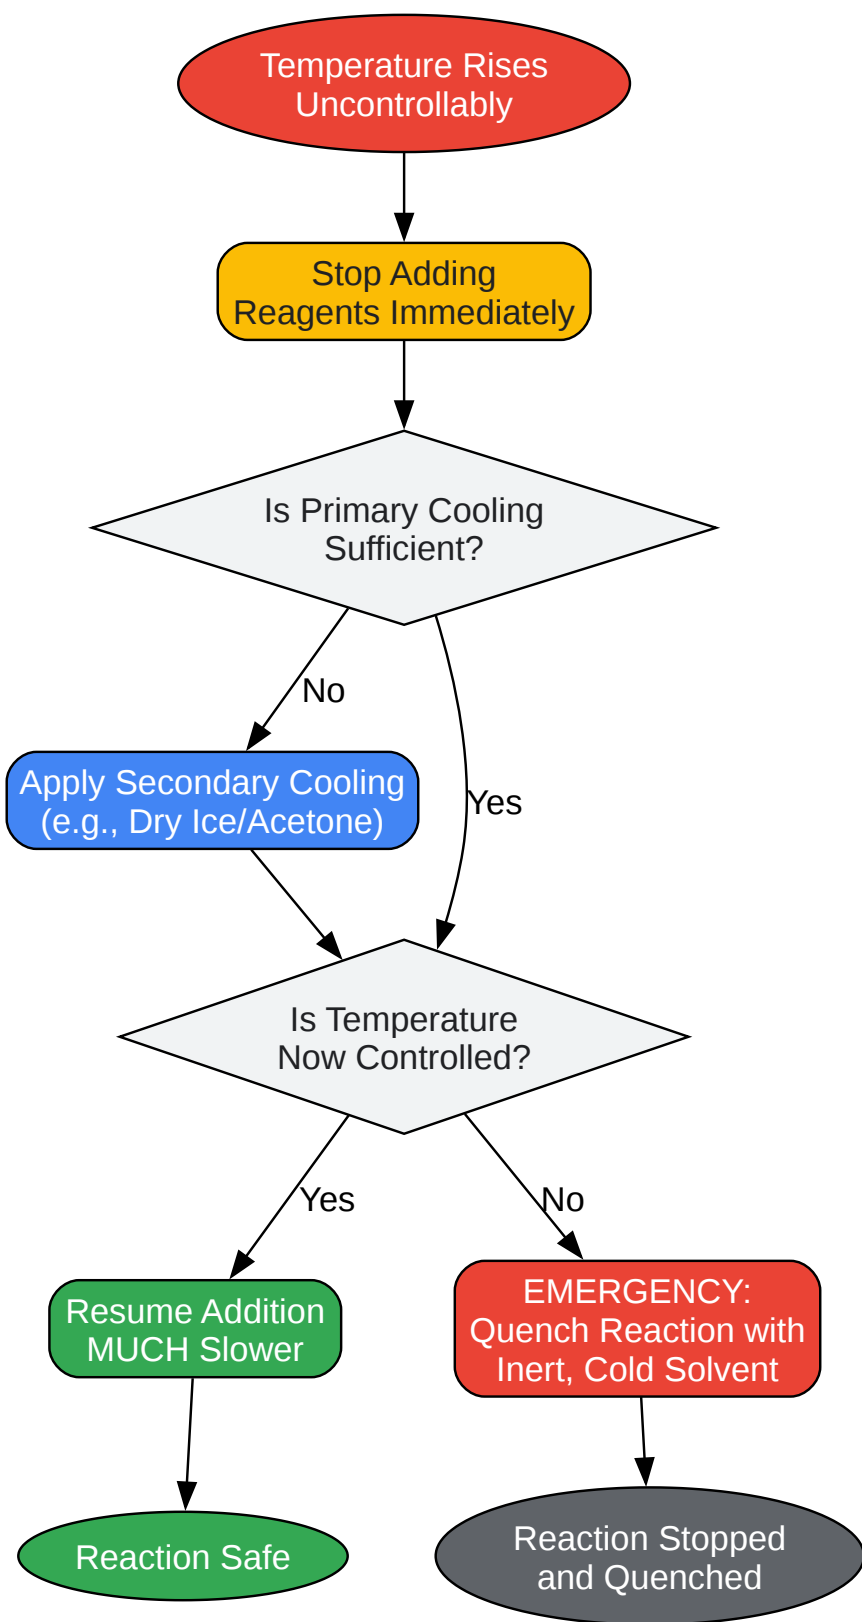 Temperature Rises
Uncontrollably
Stop Adding
Reagents Immediately
Is Primary Cooling
Sufficient?
No
Apply Secondary Cooling
(e.g., Dry Ice/Acetone)
Yes
Is Temperature
Now Controlled?
Yes
No
Resume Addition
MUCH Slower
EMERGENCY:
Quench Reaction with
Inert, Cold Solvent
Reaction Safe
Reaction Stopped
and Quenched